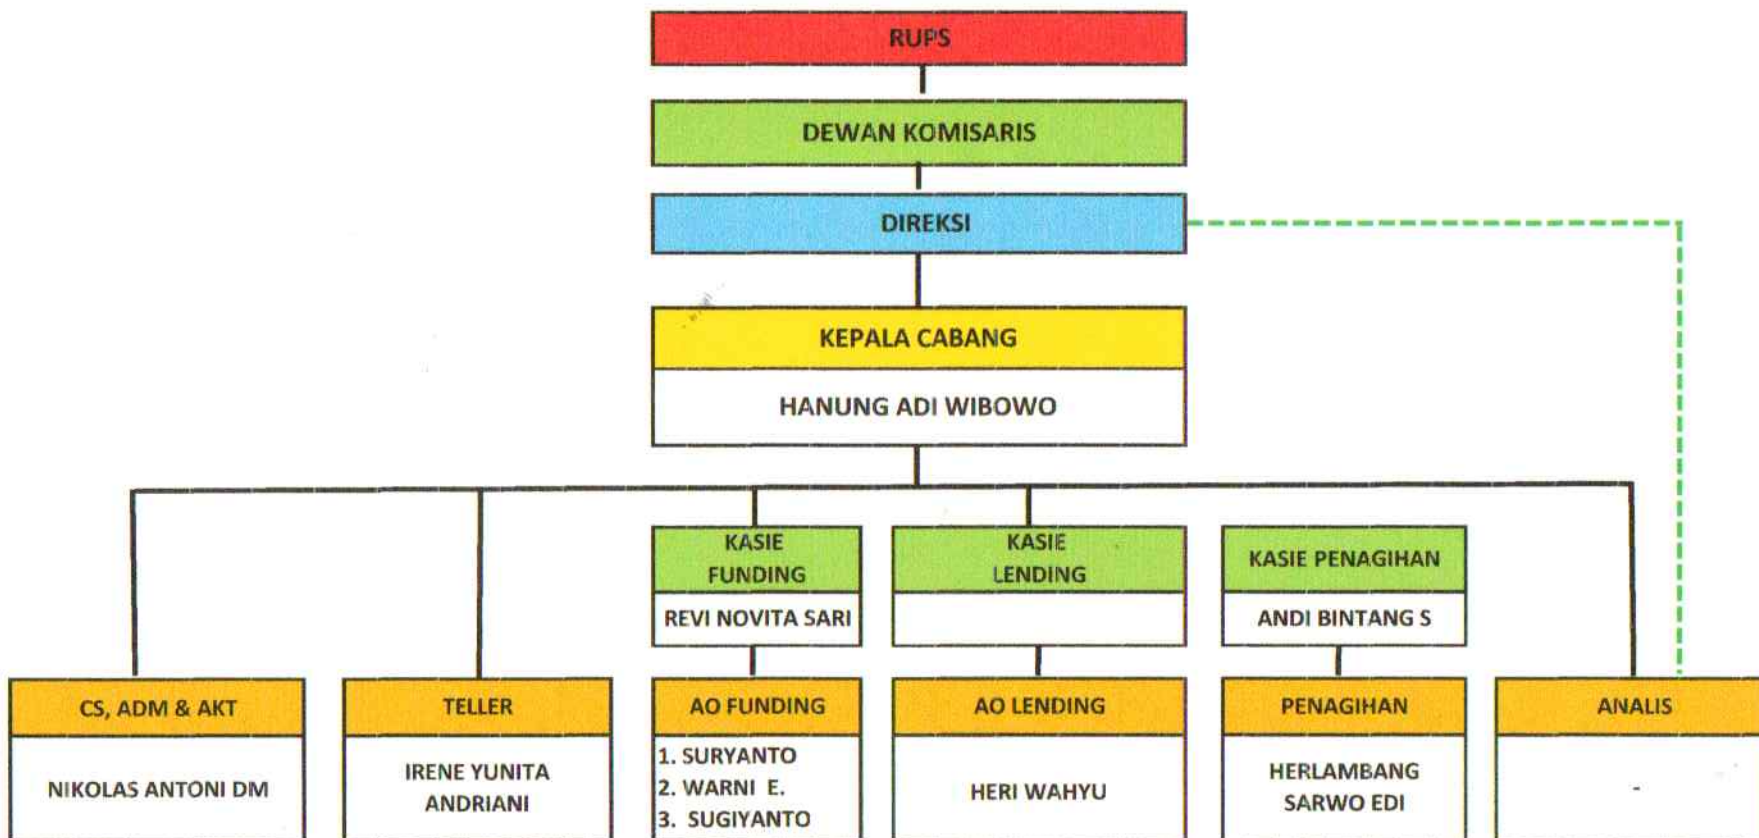 RUPS
DEWAN KOMISARIS
DIREKSI
KEPALA CABANG
HANUNG ADI WIBOWO
KASIE
FUNDING
REVI NOVITA SARI
KASIE
LENDING
KASIE PENAGIHAN
ANDI BINTANG S
CS, ADM & AKT
NIKOLAS ANTONI DM
TELLER
IRENE YUNITA
ANDRIANI
AO FUNDING
1. SURYANTO
2. WARNI E.
3. SUGIYANTO
AO LENDING
HERI WAHYU
PENAGIHAN
HERLAMBANG
SARWO EDI
ANALIS
-